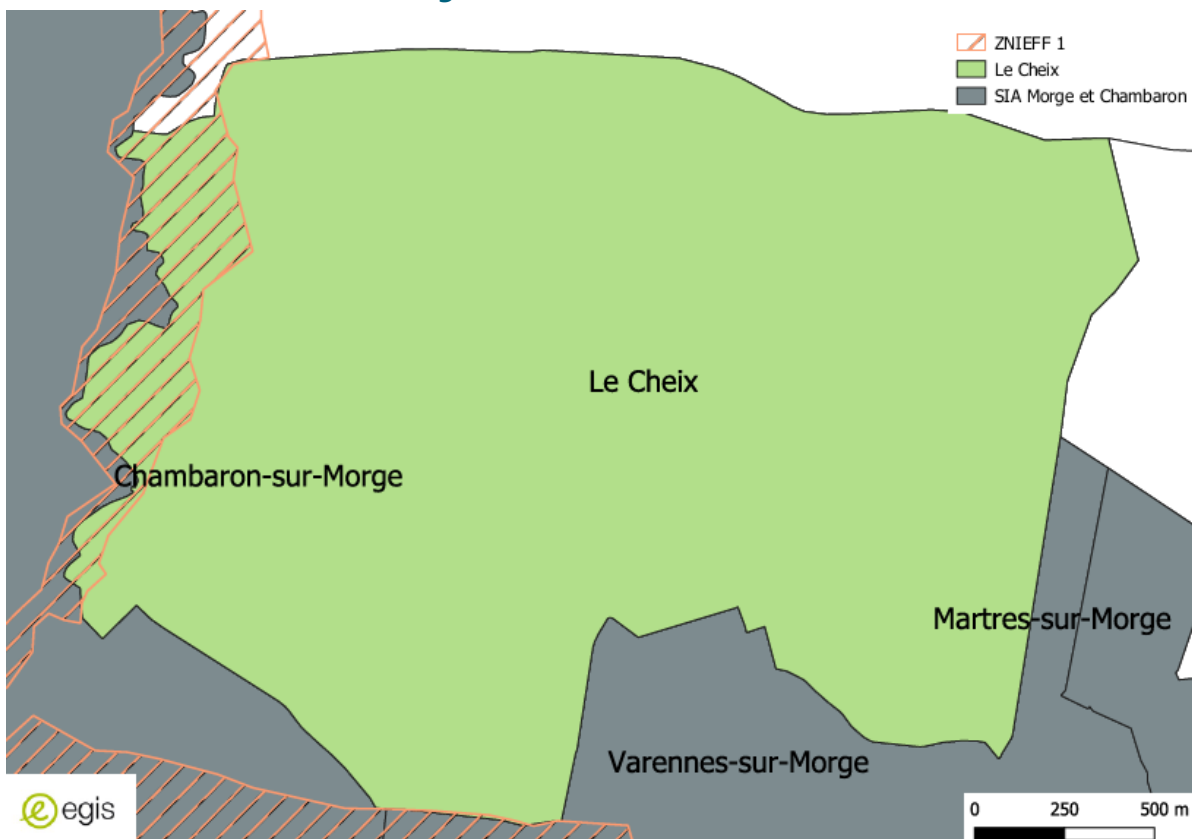 ZNIEFF 1
Le Cheix
SIA Morge et Chambaron
Le Cheix
Chambaron-sur-Morge
Martres-sur-Morge
Varennes-sur-Morge
egis
0 250 500 m